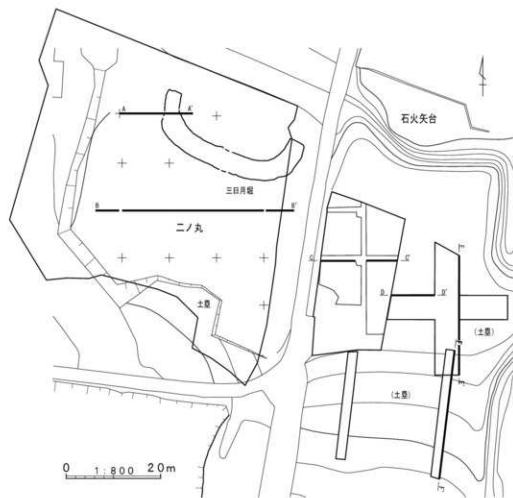 石火矢台
A A'
三日月堀
B B'
二ノ丸
C C'
E
D D'
土塁
(土塁)
(土塁)
0 1:800 20m